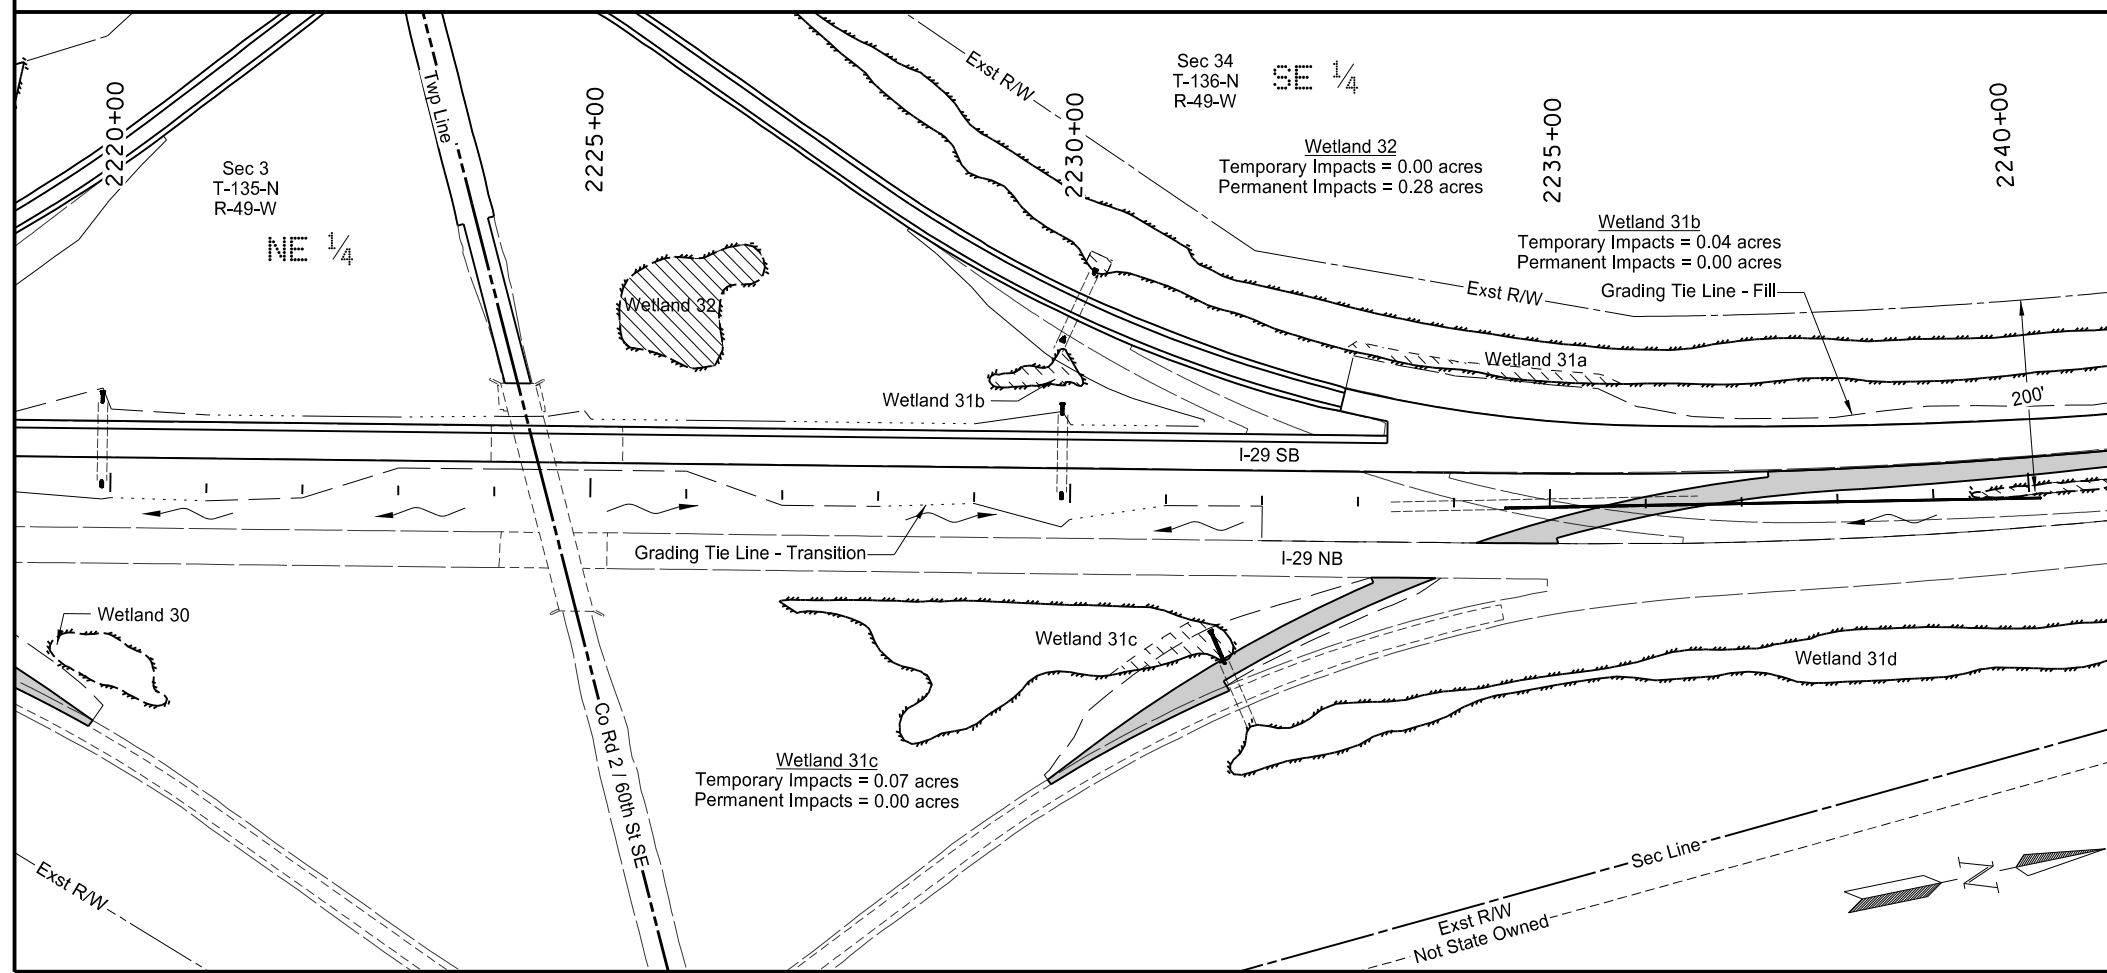 2220+00
Twp Line
2225+00
2230+00
2235+00
2240+00
Exst R/W
Sec 34
T-136-N
R-49-W
SE 1/4
Sec 3
T-135-N
R-49-W
NE 1/4
Wetland 32
Temporary Impacts = 0.00 acres
Permanent Impacts = 0.28 acres
Wetland 31b
Temporary Impacts = 0.04 acres
Permanent Impacts = 0.00 acres
Grading Tie Line - Fill
Exst R/W
Wetland 32
Wetland 31a
Wetland 31b
200'
I-29 SB
Grading Tie Line - Transition
I-29 NB
Wetland 30
Wetland 31c
Wetland 31d
Co Rd 2 / 60th St SE
Wetland 31c
Temporary Impacts = 0.07 acres
Permanent Impacts = 0.00 acres
Sec Line
N
Exst R/W
Exst R/W
Not State Owned